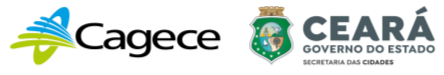 Cagece
CEARÁ
GOVERNO DO ESTADO
SECRETARIA DAS CIDADES